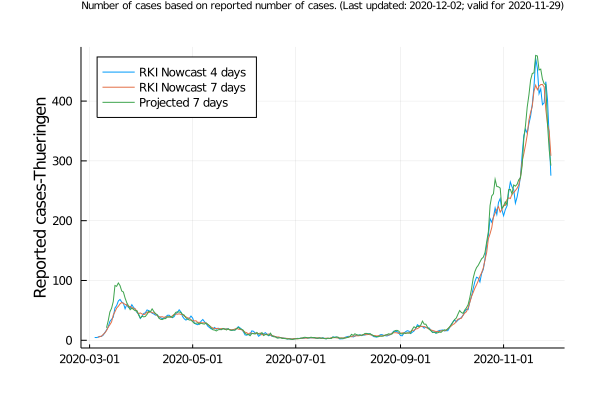 Number of cases based on reported number of cases. (Last updated: 2020-12-02; valid for 2020-11-29)
RKI Nowcast 4 days
RKI Nowcast 7 days
Projected 7 days
Reported cases-Thueringen
400
300
200
100
0
2020-03-01 2020-05-01 2020-07-01 2020-09-01 2020-11-01